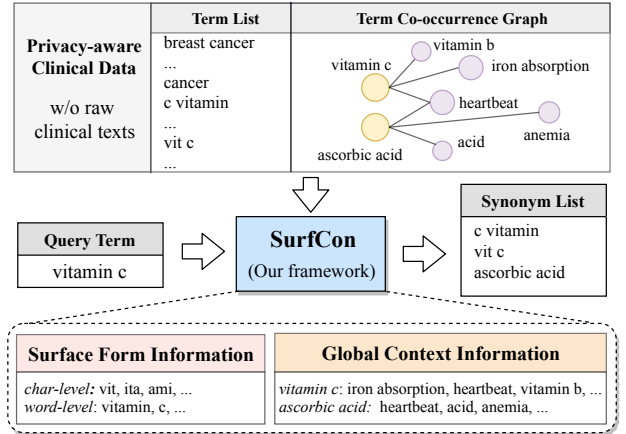 Privacy-aware
Clinical Data
w/o raw
clinical texts
Term List
breast cancer
...
cancer
c vitamin
...
vit c
...
Term Co-occurrence Graph
vitamin b
vitamin c
iron absorption
heartbeat
anemia
acid
ascorbic acid
Query Term
vitamin c
SurfCon
(Our framework)
Synonym List
c vitamin
vit c
ascorbic acid
Surface Form Information
char-level: vit, ita, ami, ...
word-level: vitamin, c, ...
Global Context Information
vitamin c: iron absorption, heartbeat, vitamin b, ...
ascorbic acid: heartbeat, acid, anemia, ...